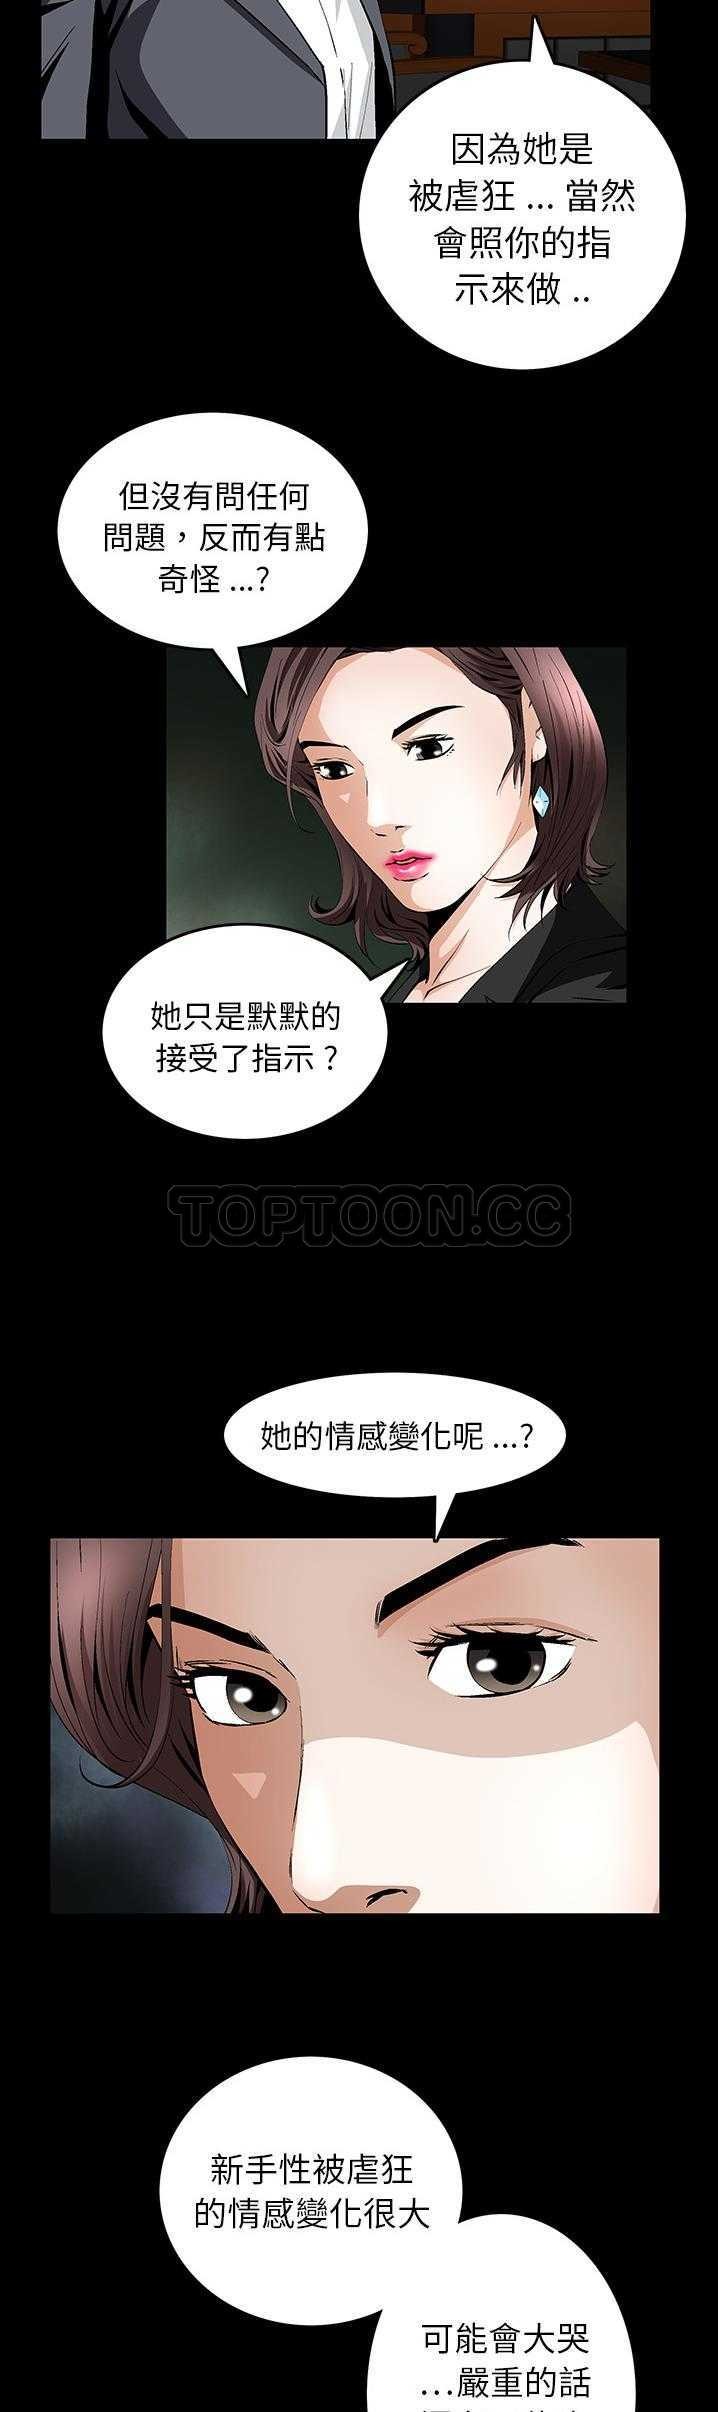 因為她是
被虐狂 ... 當然
會照你的指
示來做 ..
但沒有問任何
問題，反而有點
奇怪 ...?
她只是默默的
接受了指示 ?
TOPTOON.CC
她的情感變化呢 ...?
新手性被虐狂
的情感變化很大
可能會大哭
...嚴重的話